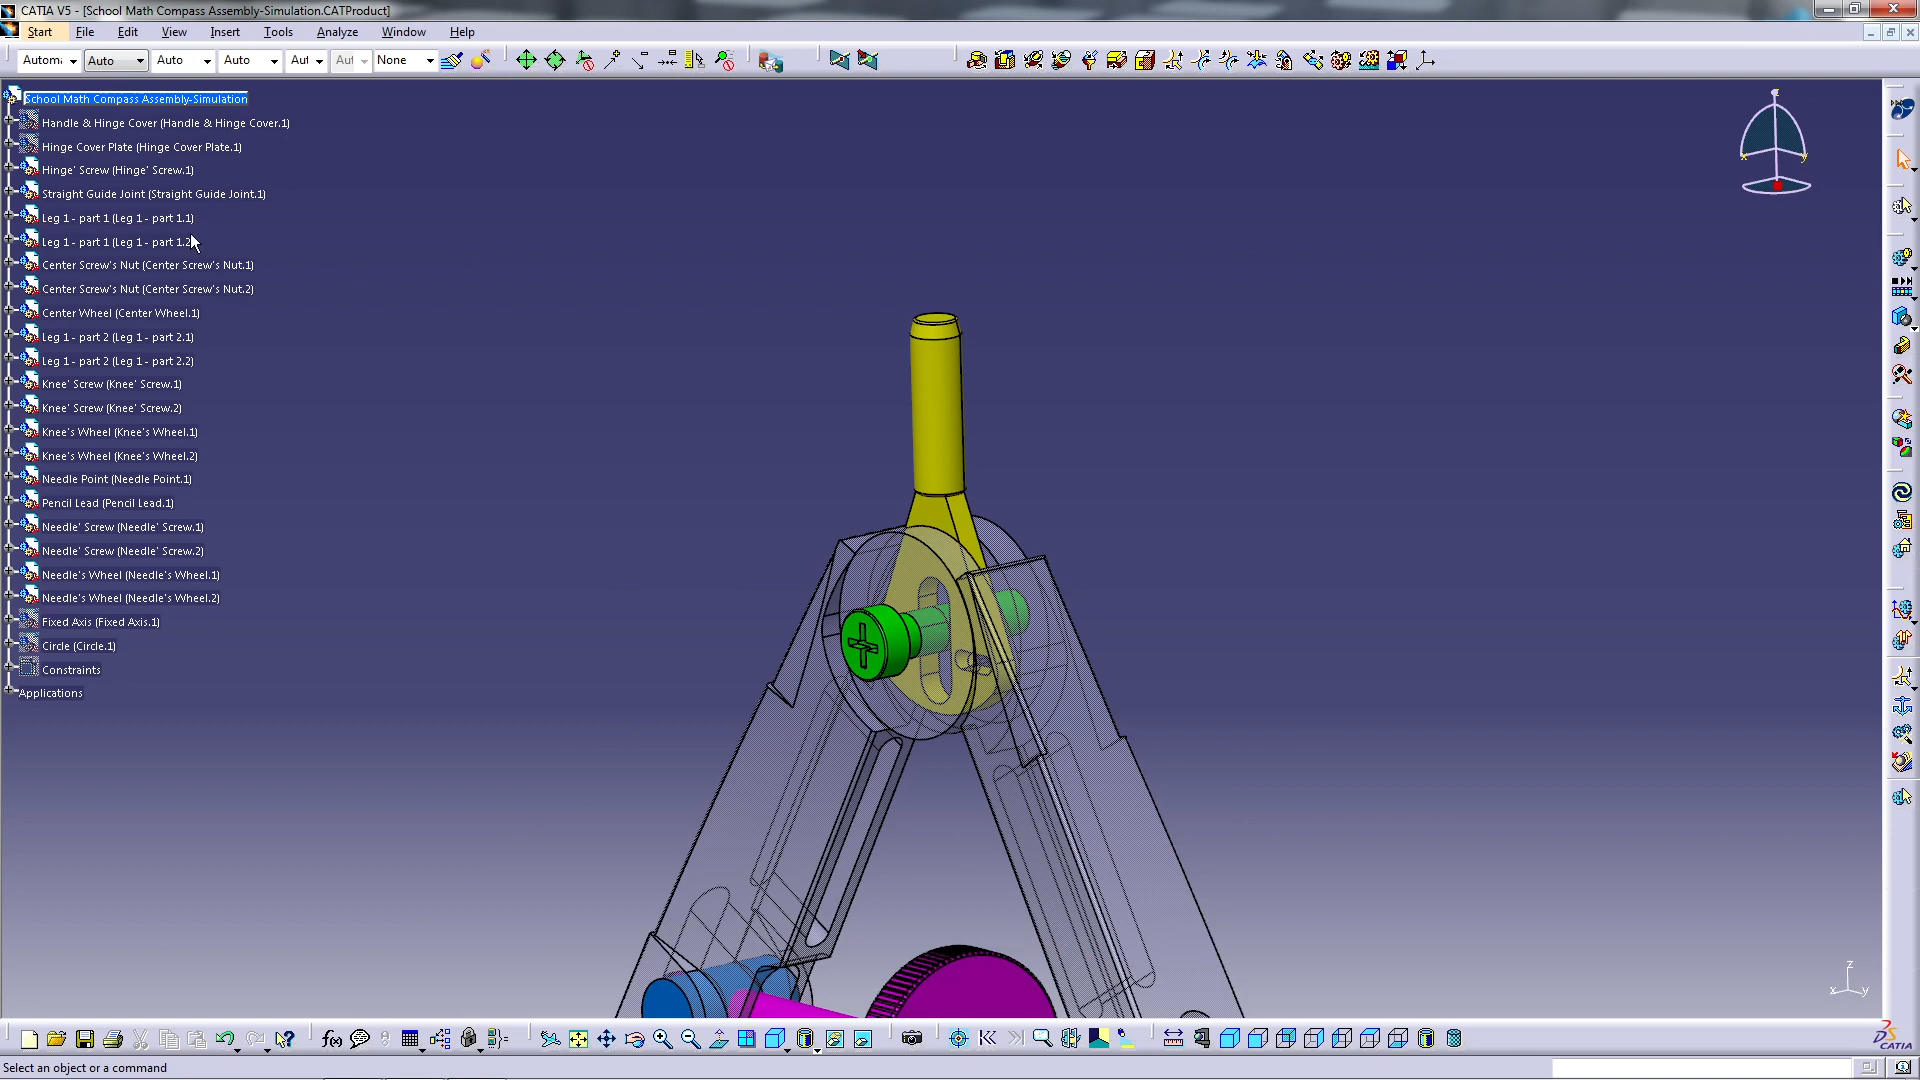 CATIA V5 - [School Math Compass Assembly-Simulation.CATProduct]
Start File Edit View Insert Tools Analyze Window Help
Automa Auto Auto Auto Aut Aut None
School Math Compass Assembly-Simulation
Handle & Hinge Cover (Handle & Hinge Cover.1)
Hinge Cover Plate (Hinge Cover Plate.1)
Hinge' Screw (Hinge' Screw.1)
Straight Guide Joint (Straight Guide Joint.1)
Leg 1 - part 1 (Leg 1 - part 1.1)
Leg 1 - part 1 (Leg 1 - part 1.2
Center Screw's Nut (Center Screw's Nut.1)
Center Screw's Nut (Center Screw's Nut.2)
Center Wheel (Center Wheel.1)
Leg 1 - part 2 (Leg 1 - part 2.1)
Leg 1 - part 2 (Leg 1 - part 2.2)
Knee' Screw (Knee' Screw.1)
Knee' Screw (Knee' Screw.2)
Knee's Wheel (Knee's Wheel.1)
Knee's Wheel (Knee's Wheel.2)
Needle Point (Needle Point.1)
Pencil Lead (Pencil Lead.1)
Needle' Screw (Needle' Screw.1)
Needle' Screw (Needle' Screw.2)
Needle's Wheel (Needle's Wheel.1)
Needle's Wheel (Needle's Wheel.2)
Fixed Axis (Fixed Axis.1)
Circle (Circle.1)
Constraints
Applications
z
x y
z
x y
f(x)
CATIA
Select an object or a command